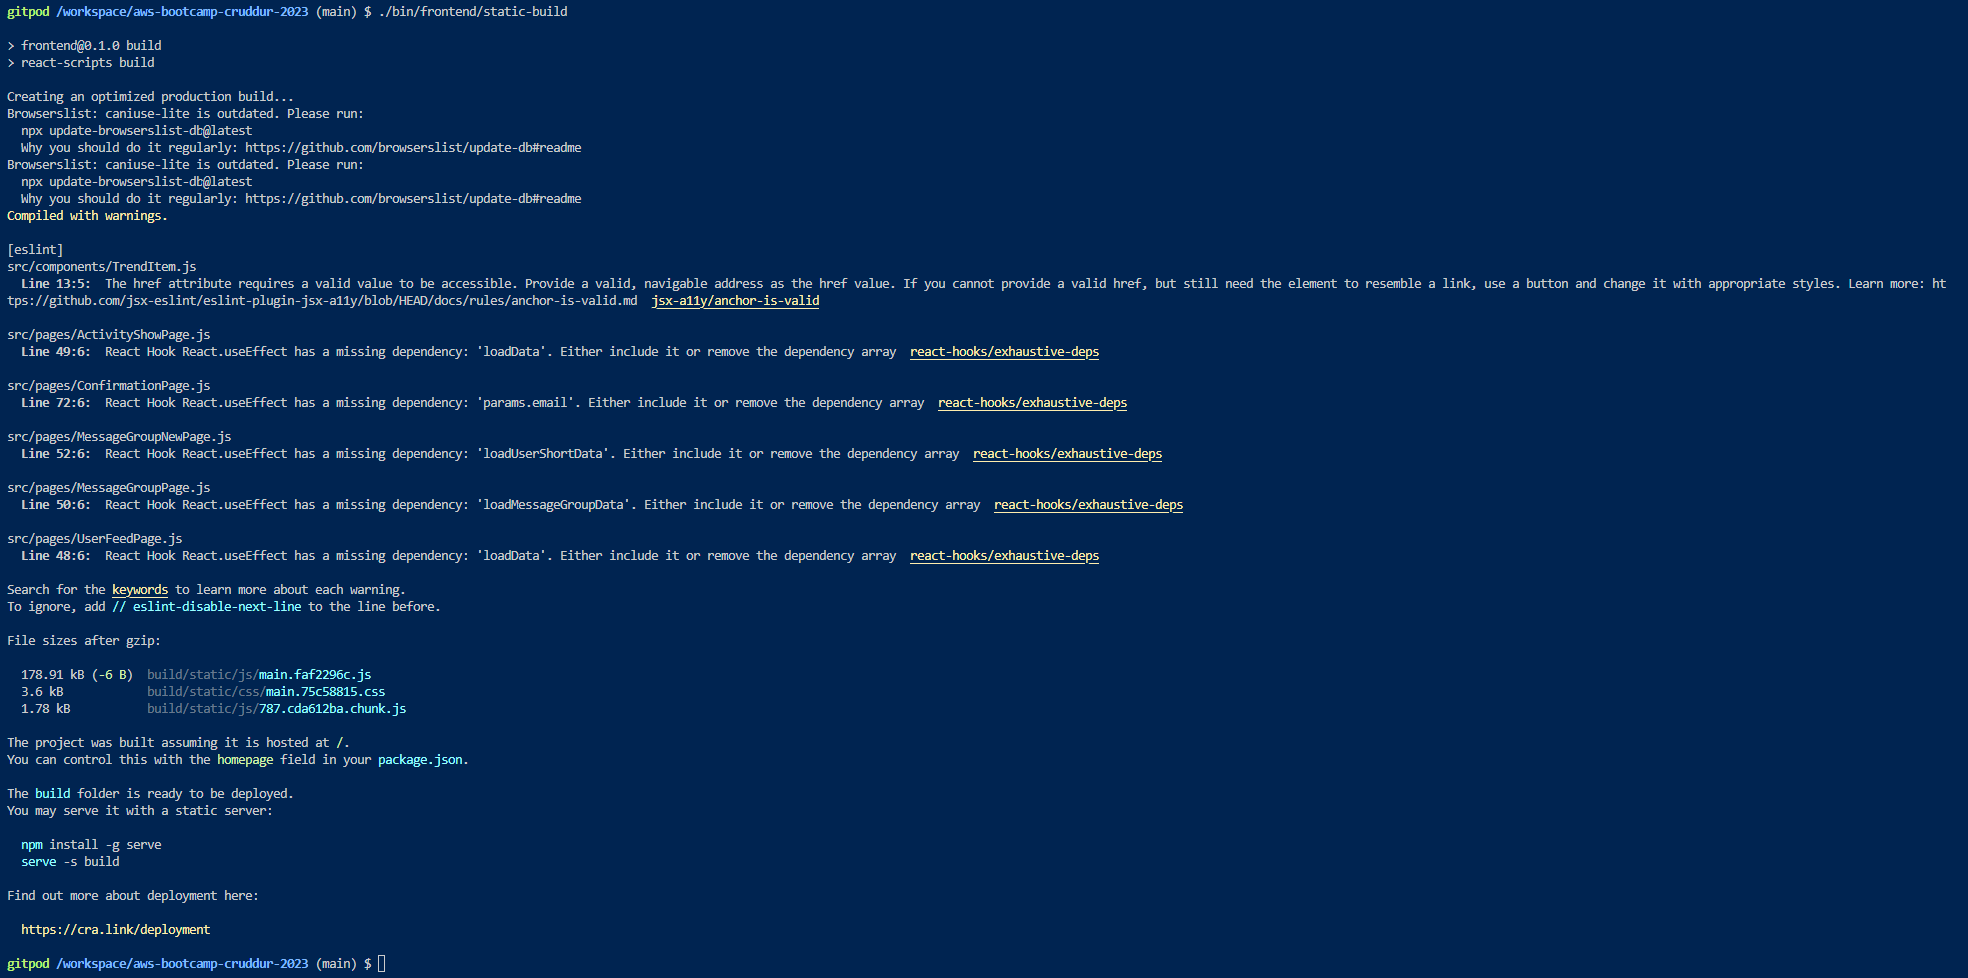 gitpod /workspace/aws-bootcamp-cruddur-2023 (main) $ ./bin/frontend/static-build
> frontend@0.1.0 build
> react-scripts build
Creating an optimized production build...
Browserslist: caniuse-lite is outdated. Please run:
  npx update-browserslist-db@latest
  Why you should do it regularly: https://github.com/browserslist/update-db#readme
Browserslist: caniuse-lite is outdated. Please run:
  npx update-browserslist-db@latest
  Why you should do it regularly: https://github.com/browserslist/update-db#readme
Compiled with warnings.
[eslint]
src/components/TrendItem.js
  Line 13:5:  The href attribute requires a valid value to be accessible. Provide a valid, navigable address as the href value. If you cannot provide a valid href, but still need the element to resemble a link, use a button and change it with appropriate styles. Learn more: ht
tps://github.com/jsx-eslint/eslint-plugin-jsx-a11y/blob/HEAD/docs/rules/anchor-is-valid.md  jsx-a11y/anchor-is-valid
src/pages/ActivityShowPage.js
  Line 49:6:  React Hook React.useEffect has a missing dependency: 'loadData'. Either include it or remove the dependency array  react-hooks/exhaustive-deps
src/pages/ConfirmationPage.js
  Line 72:6:  React Hook React.useEffect has a missing dependency: 'params.email'. Either include it or remove the dependency array  react-hooks/exhaustive-deps
src/pages/MessageGroupNewPage.js
  Line 52:6:  React Hook React.useEffect has a missing dependency: 'loadUserShortData'. Either include it or remove the dependency array  react-hooks/exhaustive-deps
src/pages/MessageGroupPage.js
  Line 50:6:  React Hook React.useEffect has a missing dependency: 'loadMessageGroupData'. Either include it or remove the dependency array  react-hooks/exhaustive-deps
src/pages/UserFeedPage.js
  Line 48:6:  React Hook React.useEffect has a missing dependency: 'loadData'. Either include it or remove the dependency array  react-hooks/exhaustive-deps
Search for the keywords to learn more about each warning.
To ignore, add // eslint-disable-next-line to the line before.
File sizes after gzip:
  178.91 kB (-6 B)  build/static/js/main.faf2296c.js
  3.6 kB            build/static/css/main.75c58815.css
  1.78 kB           build/static/js/787.cda612ba.chunk.js
The project was built assuming it is hosted at /.
You can control this with the homepage field in your package.json.
The build folder is ready to be deployed.
You may serve it with a static server:
  npm install -g serve
  serve -s build
Find out more about deployment here:
  https://cra.link/deployment
gitpod /workspace/aws-bootcamp-cruddur-2023 (main) $